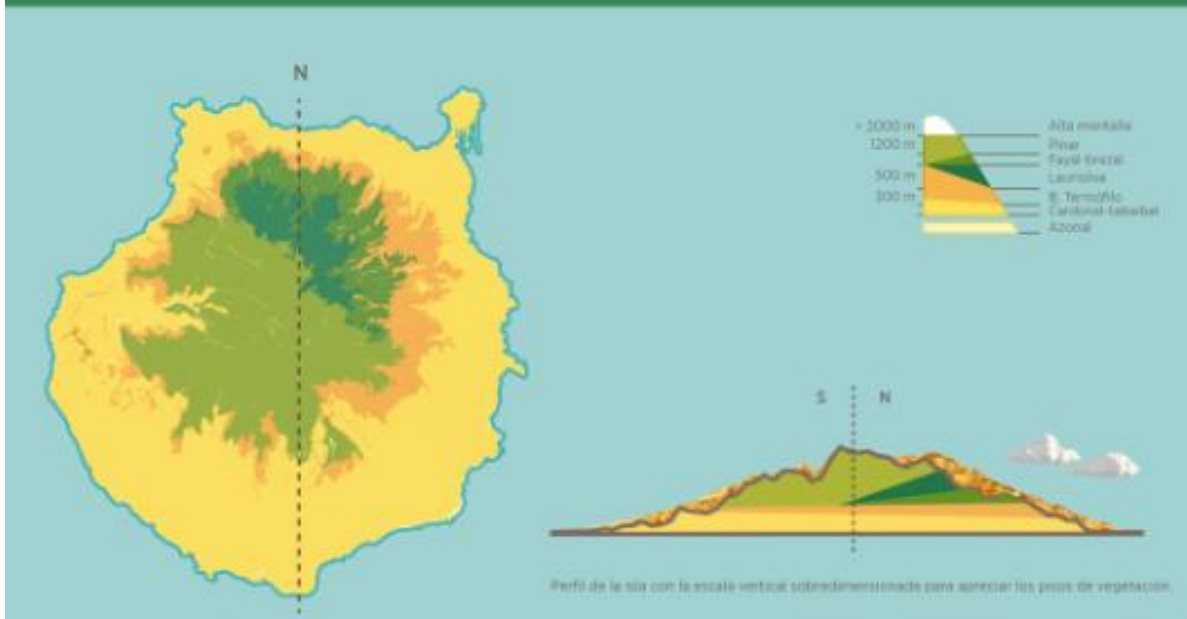 N
> 2000 m
Alta montaña
1200 m
Pinar
Fayal-brezal
500 m
Laurisilva
300 m
B. Termófilo
Cardonal-tabaibal
Azonal
S
N
Perfil de la isla con la escala vertical sobredimensionada para apreciar los pisos de vegetación.